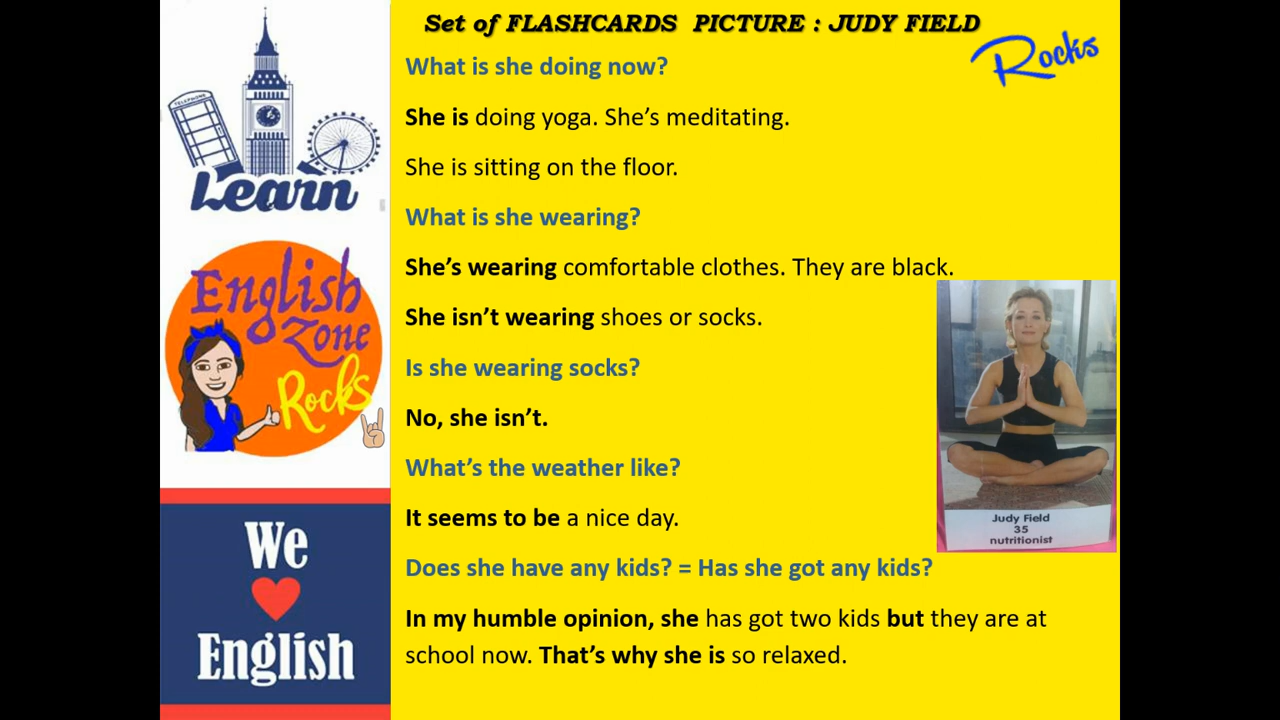 Set of FLASHCARDS PICTURE : JUDY FIELD
Rocks
What is she doing now?
She is doing yoga. She’s meditating.
She is sitting on the floor.
What is she wearing?
She’s wearing comfortable clothes. They are black.
She isn’t wearing shoes or socks.
Is she wearing socks?
No, she isn’t.
What’s the weather like?
It seems to be a nice day.
Does she have any kids? = Has she got any kids?
In my humble opinion, she has got two kids but they are at
school now. That’s why she is so relaxed.
TELEPHONE
Learn
English
Zone
Rocks
We
English
Judy Field
35
nutritionist